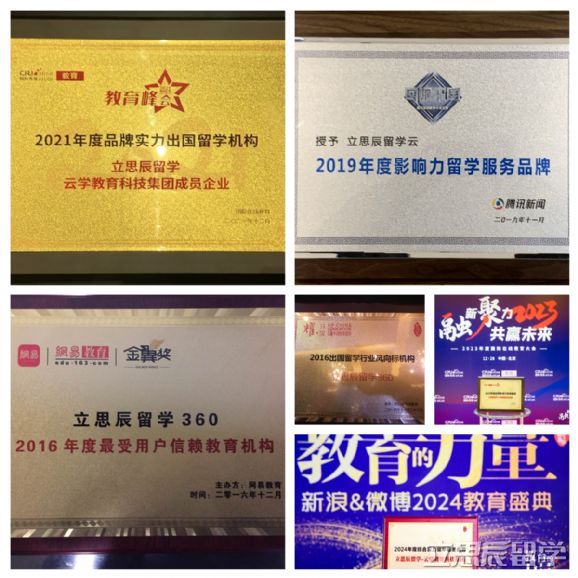 CRI
教育
教育峰会
2021年度品牌实力出国留学机构
立思辰留学
云学教育科技集团成员企业
授予 立思辰留学云
2019年度影响力留学服务品牌
腾讯新闻
二〇一九年十一月
網易
網易教育
edu·163·com
金翼奖
立思辰留学360
2016年度最受用户信赖教育机构
主办方：网易教育
时间：二零一六年十二月
耀
2016出国留学行业风向标机构
立思辰留学360
融新聚力2023
共赢未来
教育的力量
新浪&微博2024教育盛典
立思辰留学